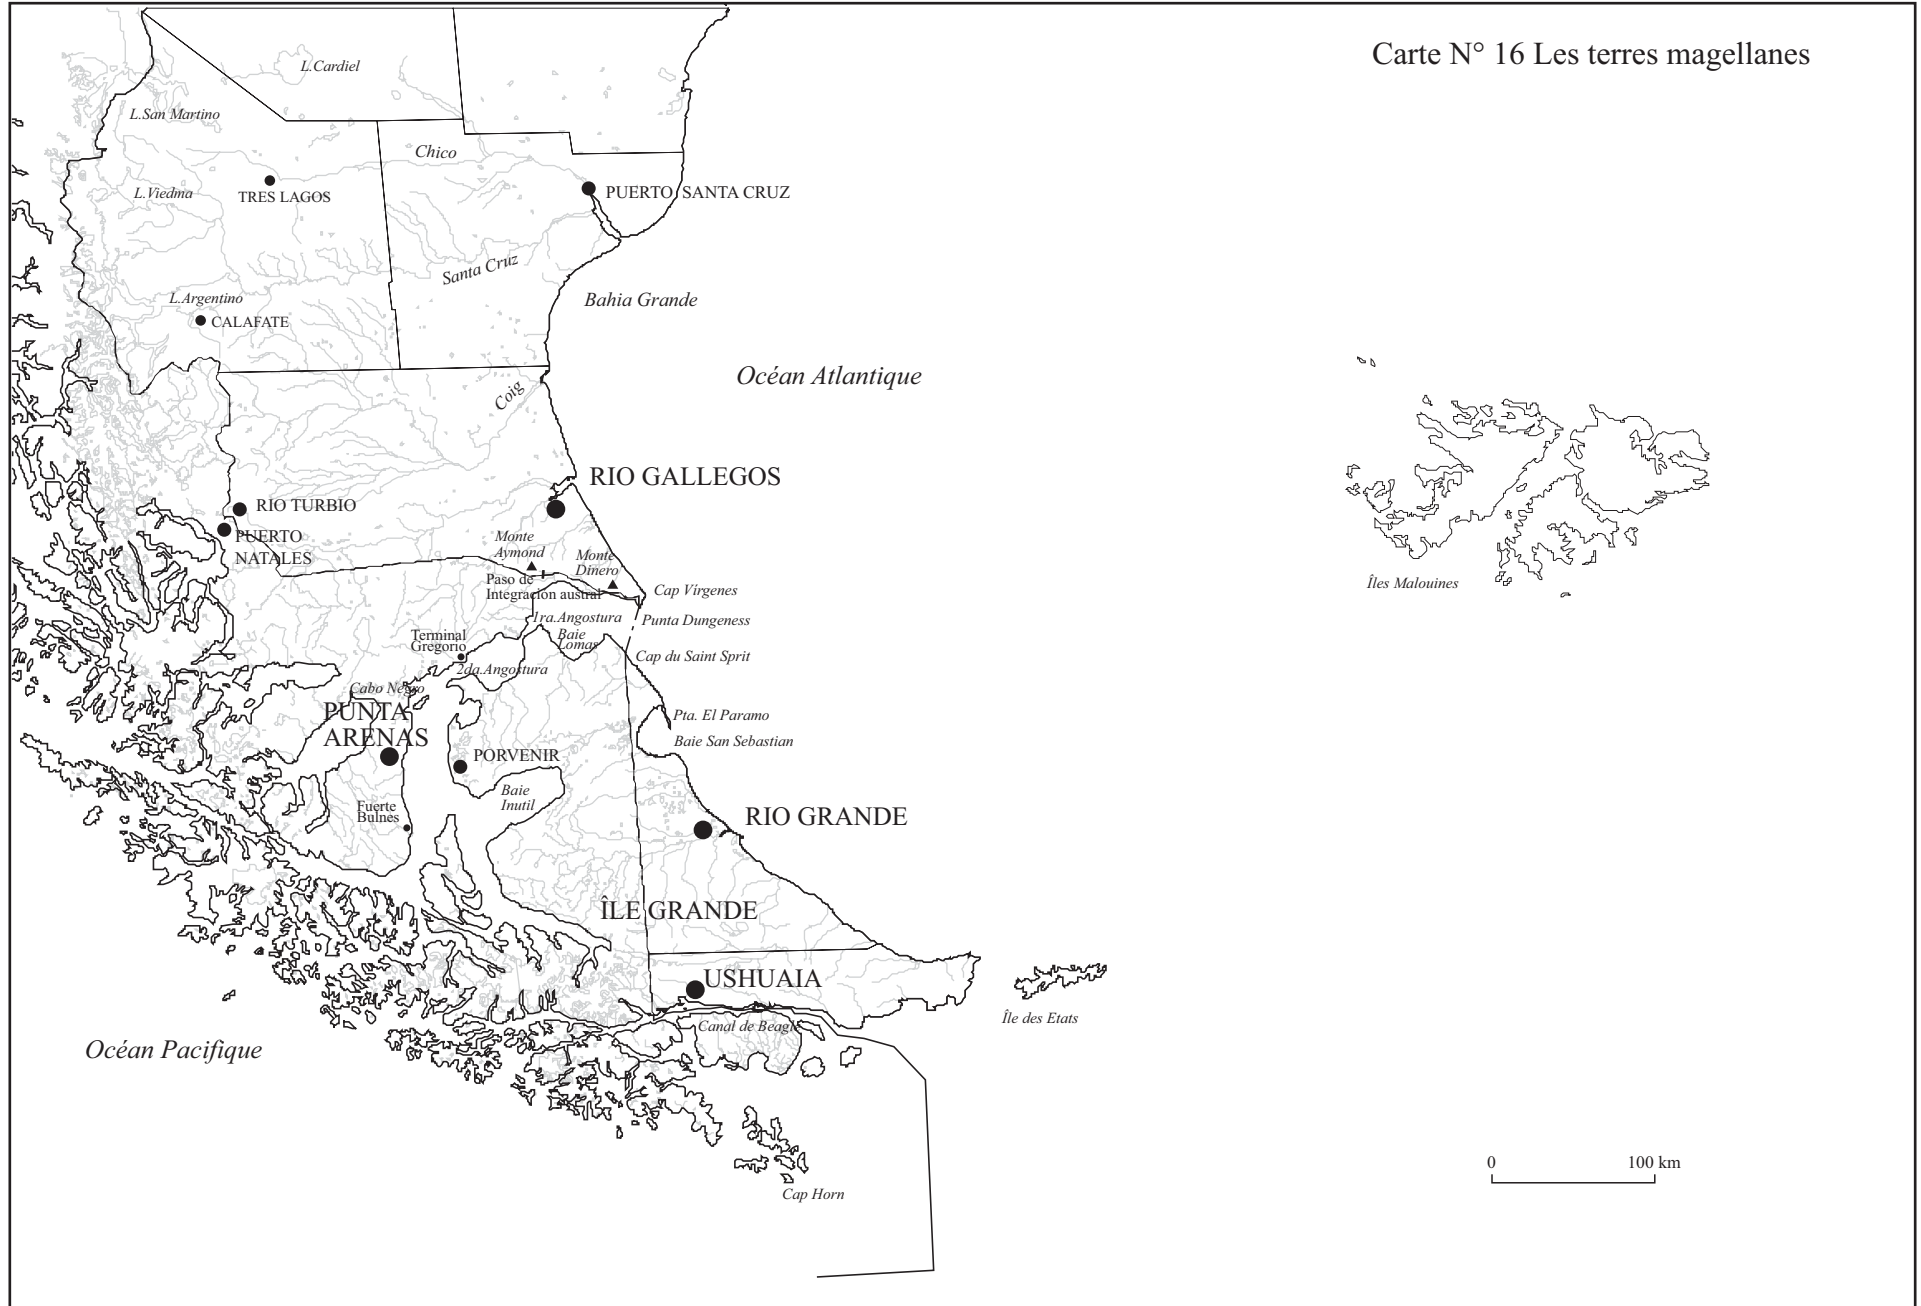 Carte N° 16 Les terres magellanes
L.Cardiel
L.San Martino
Chico
L.Viedma
TRES LAGOS
PUERTO SANTA CRUZ
Santa Cruz
L.Argentino
CALAFATE
Bahia Grande
Océan Atlantique
Coig
RIO GALLEGOS
RIO TURBIO
PUERTO
NATALES
Monte
Aymond
Monte
Dinero
Paso de
Integración austral
Cap Vírgenes
Îles Malouines
1ra.Angostura
Punta Dungeness
Baie
Lomas
Terminal
Gregorio
Cap du Saint Sprit
2da.Angostura
Cabo Negro
PUNTA
ARENAS
Pta. El Paramo
Baie San Sebastian
PORVENIR
Baie
Inutil
Fuerte
Bulnes
RIO GRANDE
ÎLE GRANDE
USHUAIA
Île des Etats
Canal de Beagle
Océan Pacifique
0
100 km
Cap Horn